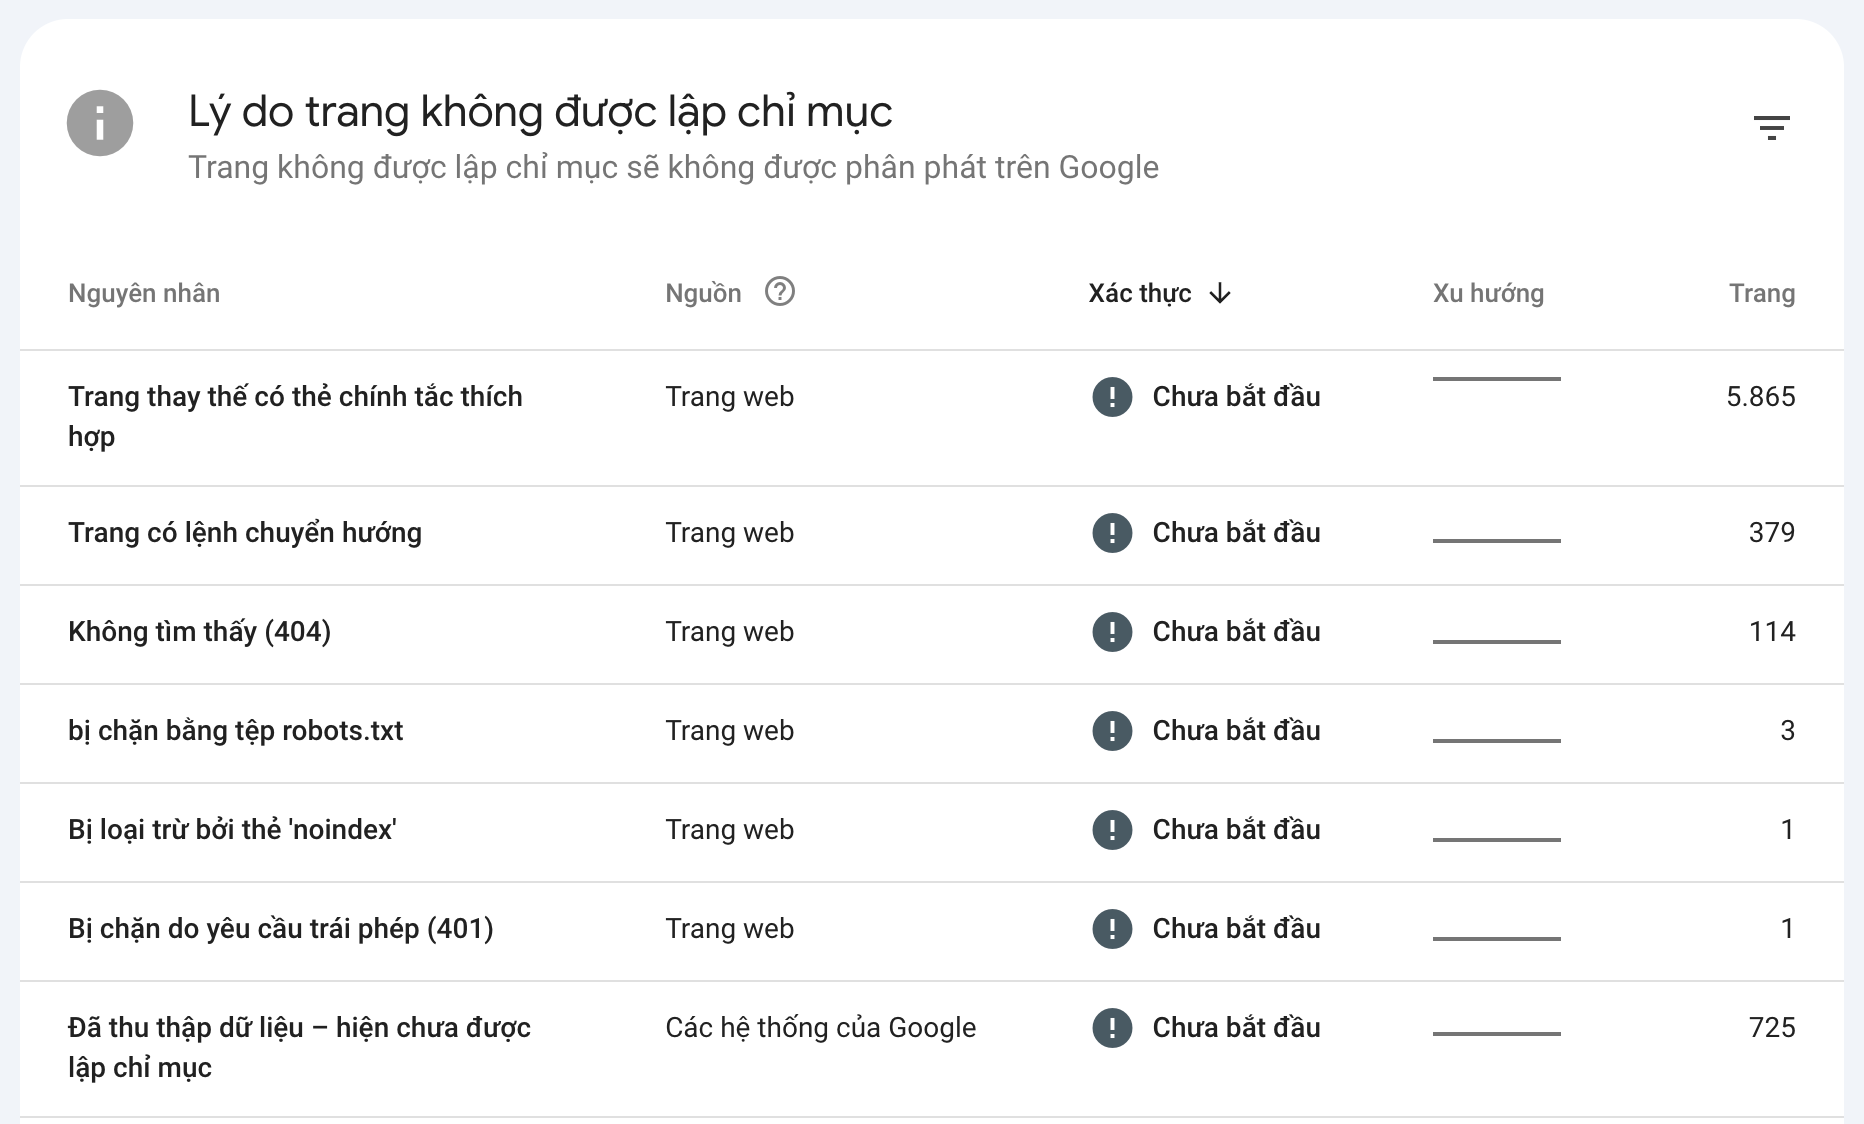 Lý do trang không được lập chỉ mục
Trang không được lập chỉ mục sẽ không được phân phát trên Google
Nguyên nhân Nguồn Xác thực Xu hướng Trang
Trang thay thế có thẻ chính tắc thích Trang web Chưa bắt đầu 5.865
hợp
Trang có lệnh chuyển hướng Trang web Chưa bắt đầu 379
Không tìm thấy (404) Trang web Chưa bắt đầu 114
bị chặn bằng tệp robots.txt Trang web Chưa bắt đầu 3
Bị loại trừ bởi thẻ 'noindex' Trang web Chưa bắt đầu 1
Bị chặn do yêu cầu trái phép (401) Trang web Chưa bắt đầu 1
Đã thu thập dữ liệu – hiện chưa được Các hệ thống của Google Chưa bắt đầu 725
lập chỉ mục